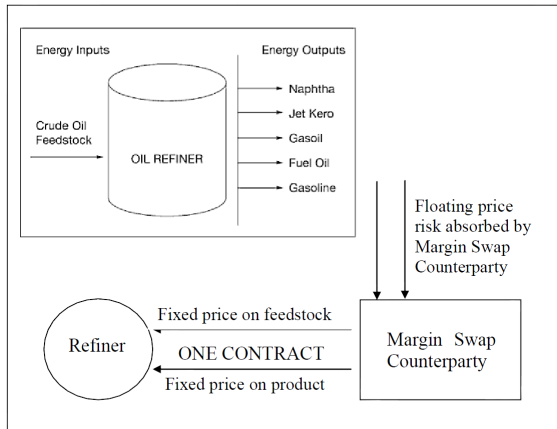 Energy Inputs
Energy Outputs
Crude Oil
Feedstock
OIL REFINER
Naphtha
Jet Kero
Gasoil
Fuel Oil
Gasoline
Floating price
risk absorbed by
Margin Swap
Counterparty
Refiner
Fixed price on feedstock
ONE CONTRACT
Fixed price on product
Margin Swap
Counterparty